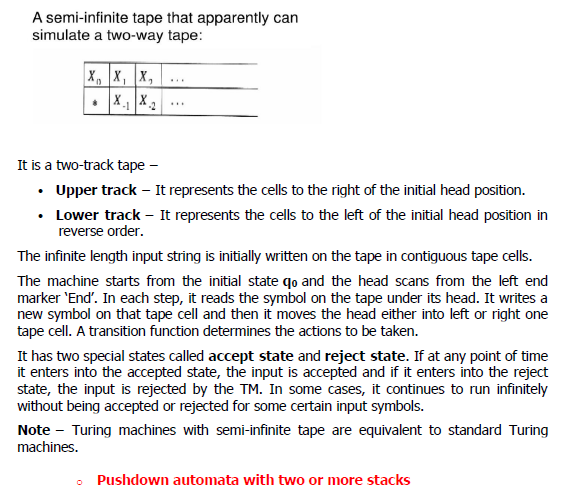 A semi-infinite tape that apparently can
simulate a two-way tape:
X₀ X₁ X₂ ...
* X₋₁ X₋₂ ...
It is a two-track tape –
• Upper track – It represents the cells to the right of the initial head position.
• Lower track – It represents the cells to the left of the initial head position in
reverse order.
The infinite length input string is initially written on the tape in contiguous tape cells.
The machine starts from the initial state q₀ and the head scans from the left end
marker ‘End’. In each step, it reads the symbol on the tape under its head. It writes a
new symbol on that tape cell and then it moves the head either into left or right one
tape cell. A transition function determines the actions to be taken.
It has two special states called accept state and reject state. If at any point of time
it enters into the accepted state, the input is accepted and if it enters into the reject
state, the input is rejected by the TM. In some cases, it continues to run infinitely
without being accepted or rejected for some certain input symbols.
Note – Turing machines with semi-infinite tape are equivalent to standard Turing
machines.
○ Pushdown automata with two or more stacks